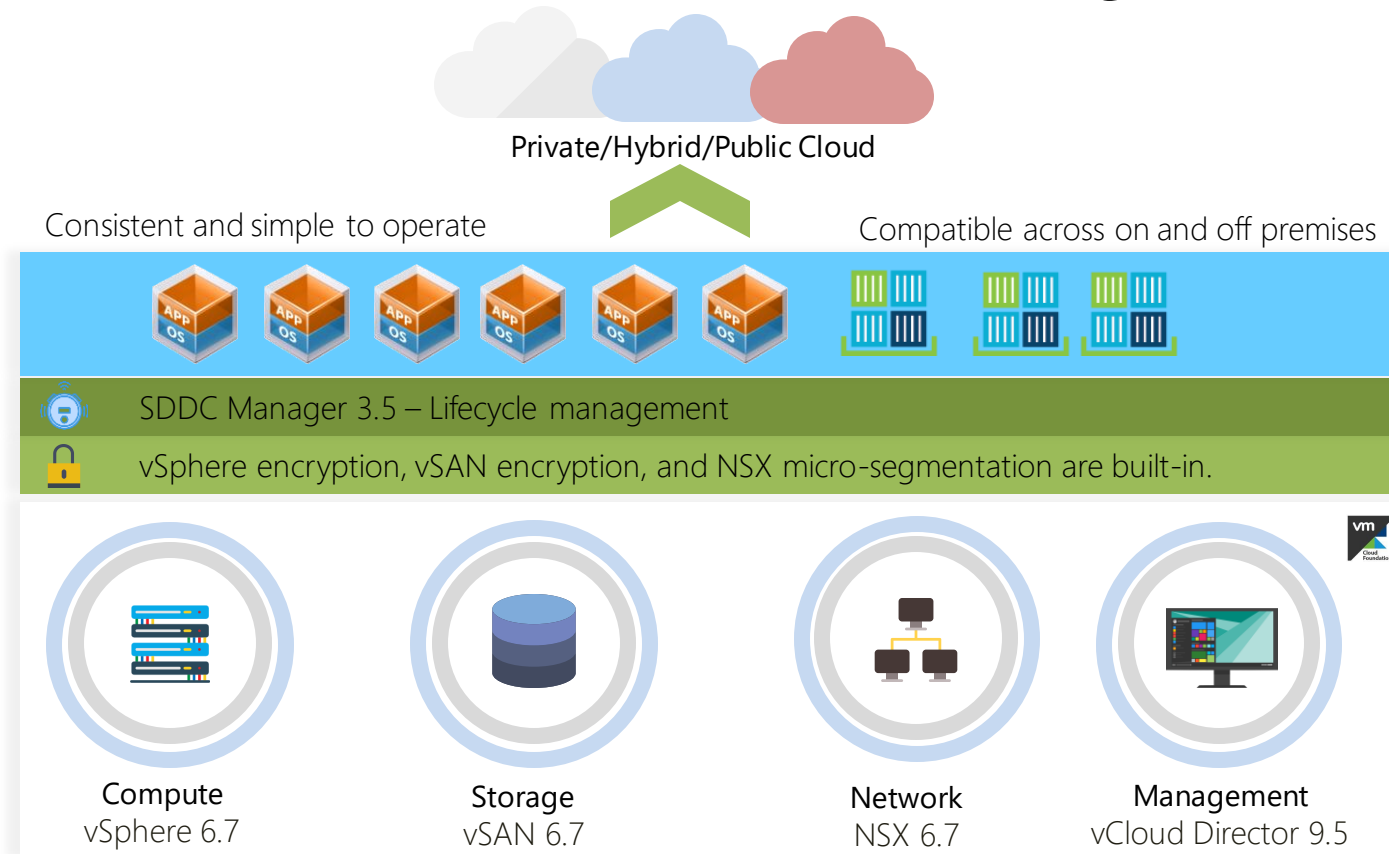 Private/Hybrid/Public Cloud
Consistent and simple to operate
Compatible across on and off premises
APP OS
APP OS
APP OS
APP OS
APP OS
APP OS
SDDC Manager 3.5 – Lifecycle management
vSphere encryption, vSAN encryption, and NSX micro-segmentation are built-in.
vm
Cloud
Compute
vSphere 6.7
Storage
vSAN 6.7
Network
NSX 6.7
Management
vCloud Director 9.5